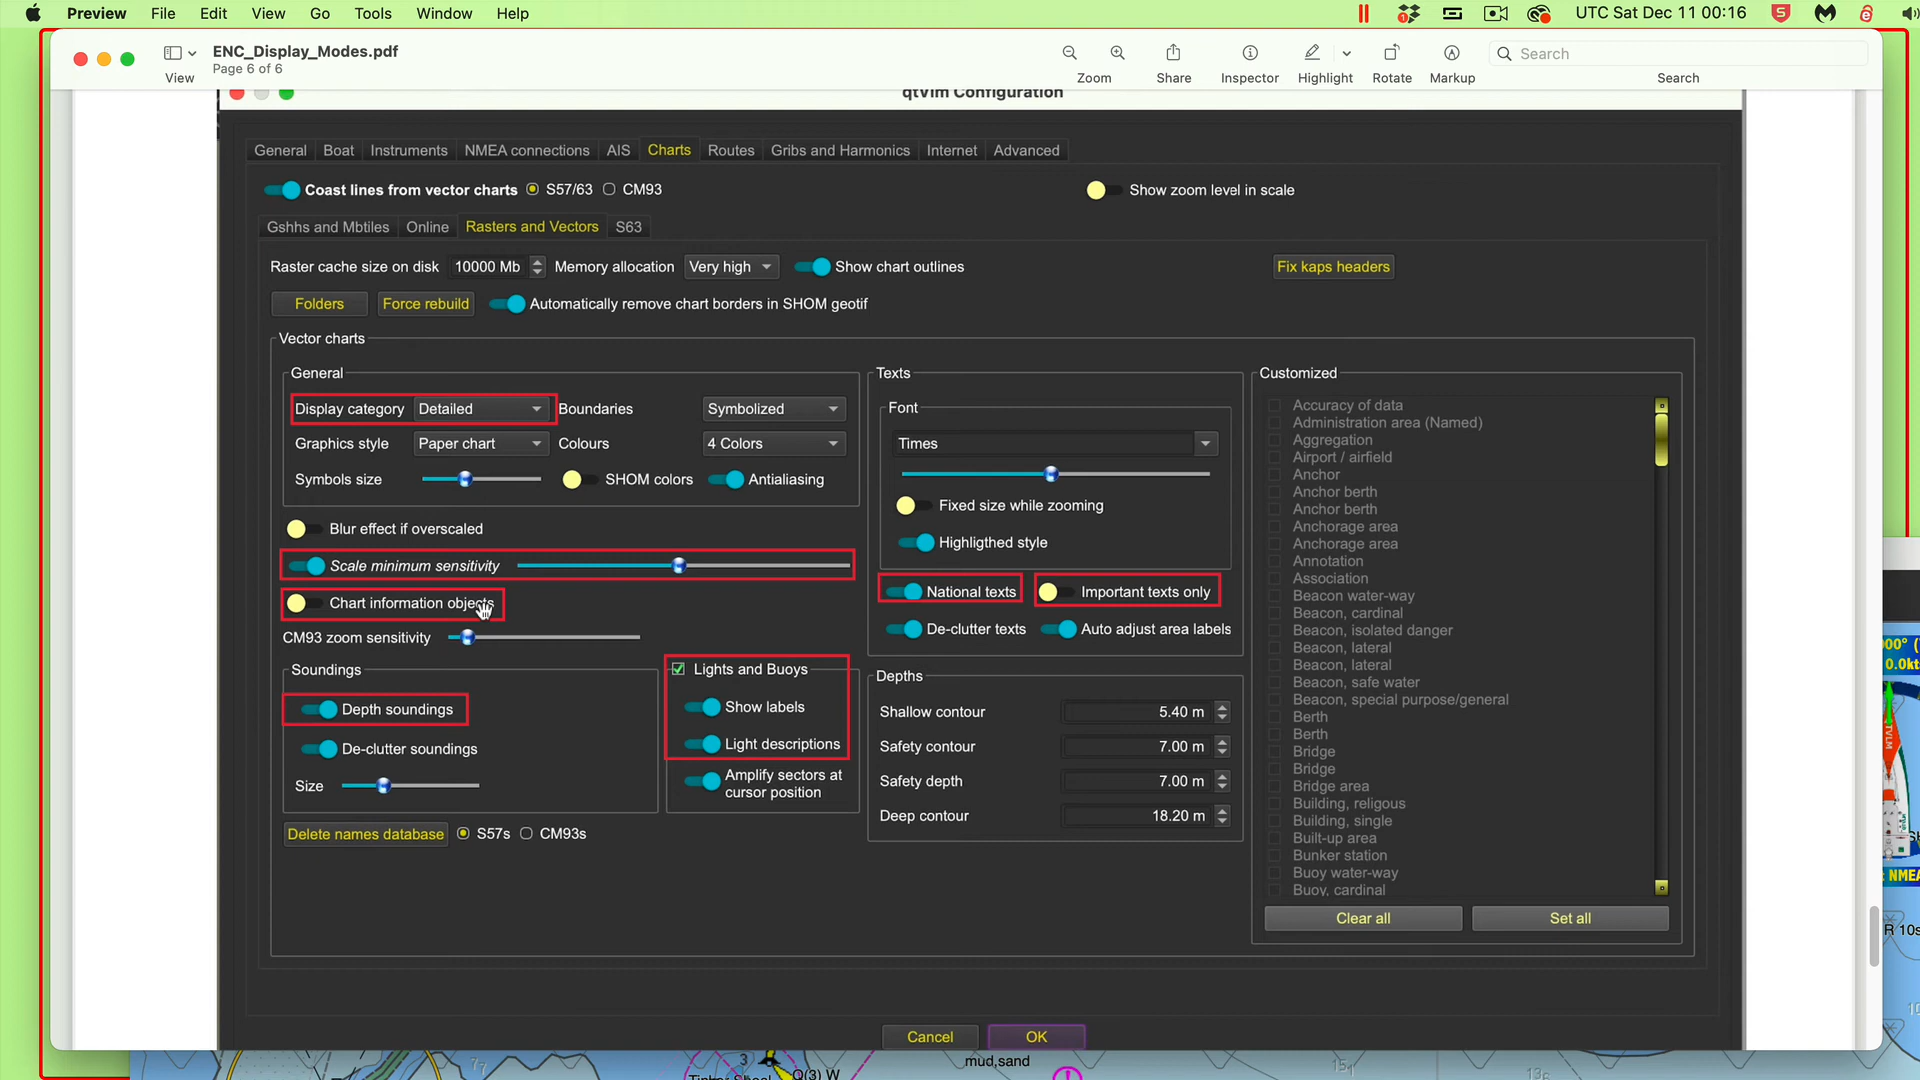 Preview File Edit View Go Tools Window Help
UTC Sat Dec 11 00:16
ENC_Display_Modes.pdf
Page 6 of 6
View
Zoom Share Inspector Highlight Rotate Markup
Search
Search
qtVlm Configuration
General Boat Instruments NMEA connections AIS Charts Routes Gribs and Harmonics Internet Advanced
Coast lines from vector charts S57/63 CM93
Show zoom level in scale
Gshhs and Mbtiles Online Rasters and Vectors S63
Raster cache size on disk 10000 Mb Memory allocation Very high Show chart outlines
Fix kaps headers
Folders Force rebuild Automatically remove chart borders in SHOM geotif
Vector charts
General
Display category Detailed Boundaries Symbolized
Graphics style Paper chart Colours 4 Colors
Symbols size SHOM colors Antialiasing
Blur effect if overscaled
Scale minimum sensitivity
Chart information objects
CM93 zoom sensitivity
Soundings
Depth soundings
De-clutter soundings
Size
Lights and Buoys
Show labels
Light descriptions
Amplify sectors at
cursor position
Delete names database S57s CM93s
Texts
Font
Times
Fixed size while zooming
Highligthed style
National texts Important texts only
De-clutter texts Auto adjust area labels
Depths
Shallow contour 5.40 m
Safety contour 7.00 m
Safety depth 7.00 m
Deep contour 18.20 m
Customized
Accuracy of data
Administration area (Named)
Aggregation
Airport / airfield
Anchor
Anchor berth
Anchor berth
Anchorage area
Anchorage area
Annotation
Association
Beacon water-way
Beacon, cardinal
Beacon, isolated danger
Beacon, lateral
Beacon, lateral
Beacon, safe water
Beacon, special purpose/general
Berth
Berth
Bridge
Bridge
Bridge area
Building, religous
Building, single
Built-up area
Bunker station
Buoy water-way
Buoy, cardinal
Clear all Set all
Cancel OK
0.0kts
NMEA
R 10s
3
mud,sand
Q(3) W